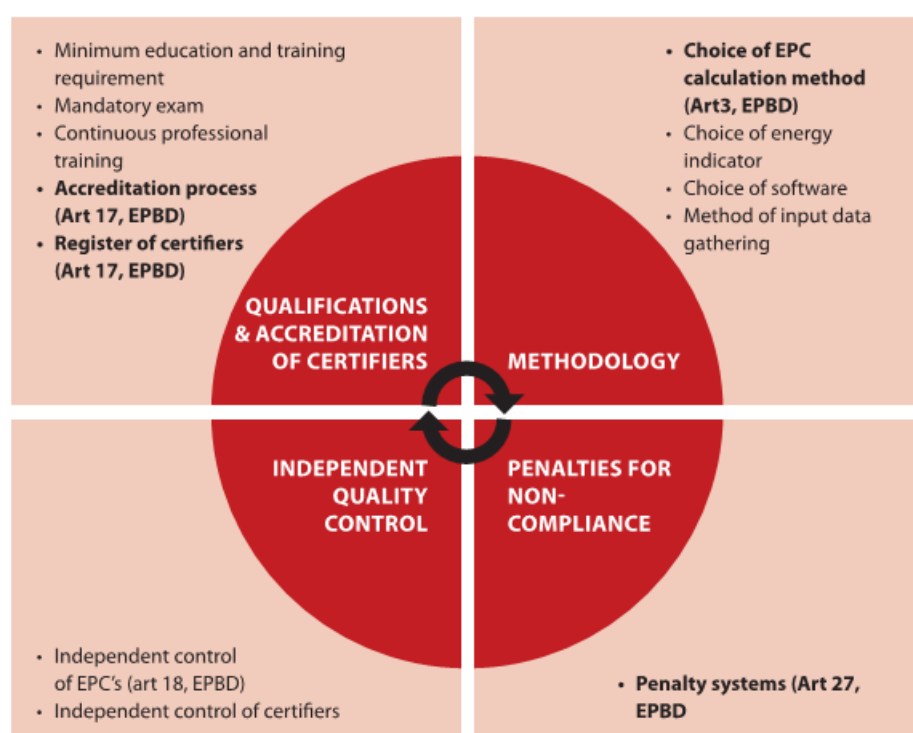 • Minimum education and training
requirement
• Mandatory exam
• Continuous professional
training
• Accreditation process
(Art 17, EPBD)
• Register of certifiers
(Art 17, EPBD)
QUALIFICATIONS
& ACCREDITATION
OF CERTIFIERS
• Choice of EPC
calculation method
(Art3, EPBD)
• Choice of energy
indicator
• Choice of software
• Method of input data
gathering
METHODOLOGY
INDEPENDENT
QUALITY
CONTROL
• Independent control
of EPC's (art 18, EPBD)
• Independent control of certifiers
PENALTIES FOR
NON-
COMPLIANCE
• Penalty systems (Art 27,
EPBD